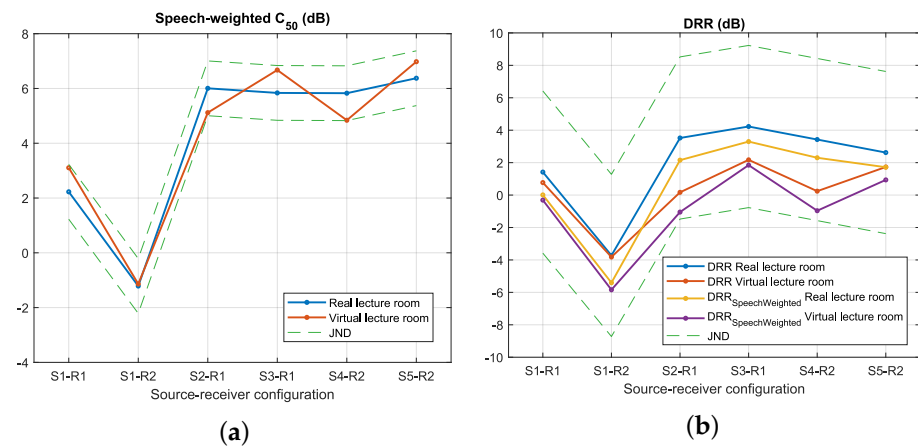 Speech-weighted C50 (dB)
8
6
4
2
0
-2
-4
S1-R1 S1-R2 S2-R1 S3-R1 S4-R2 S5-R2
Source-receiver configuration
Real lecture room
Virtual lecture room
JND
(a)
DRR (dB)
10
8
6
4
2
0
-2
-4
-6
-8
-10
S1-R1 S1-R2 S2-R1 S3-R1 S4-R2 S5-R2
Source-receiver configuration
DRR Real lecture room
DRR Virtual lecture room
DRRSpeechWeighted Real lecture room
DRRSpeechWeighted Virtual lecture room
JND
(b)